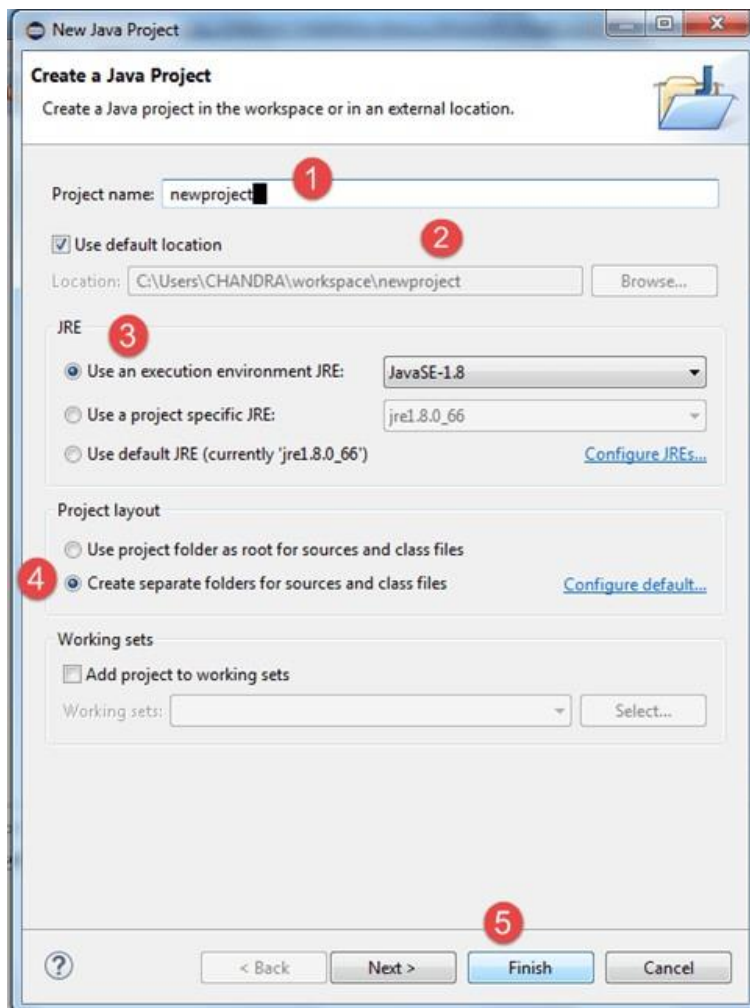 New Java Project
Create a Java Project
Create a Java project in the workspace or in an external location.
1
Project name: newproject
2
Use default location
Location: C:\Users\CHANDRA\workspace\newproject Browse...
JRE 3
Use an execution environment JRE: JavaSE-1.8
Use a project specific JRE: jre1.8.0_66
Use default JRE (currently 'jre1.8.0_66') Configure JREs...
Project layout
Use project folder as root for sources and class files
4 Create separate folders for sources and class files Configure default...
Working sets
Add project to working sets
Working sets: Select...
5
? < Back Next > Finish Cancel